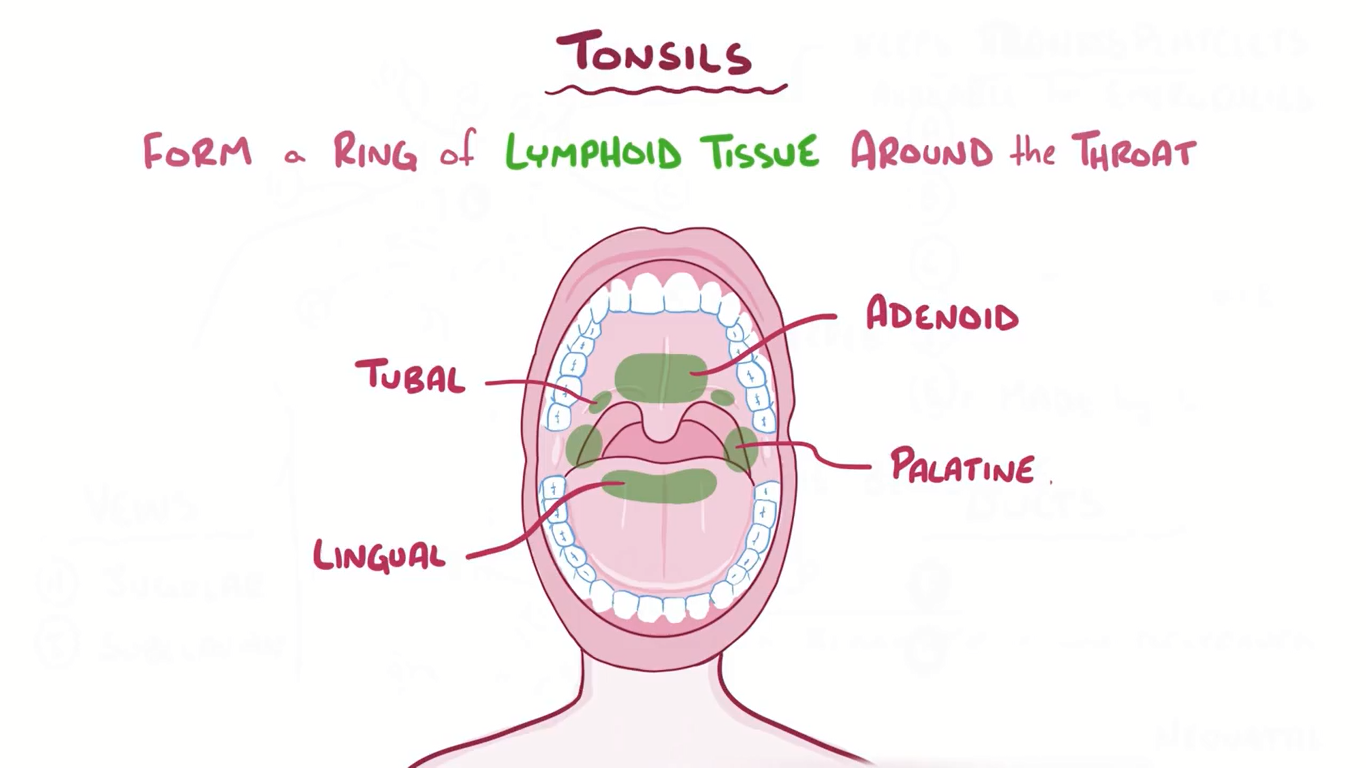 TONSILS
FORM a RING of LYMPHOID TISSUE AROUND the THROAT
ADENOID
TUBAL
PALATINE
LINGUAL